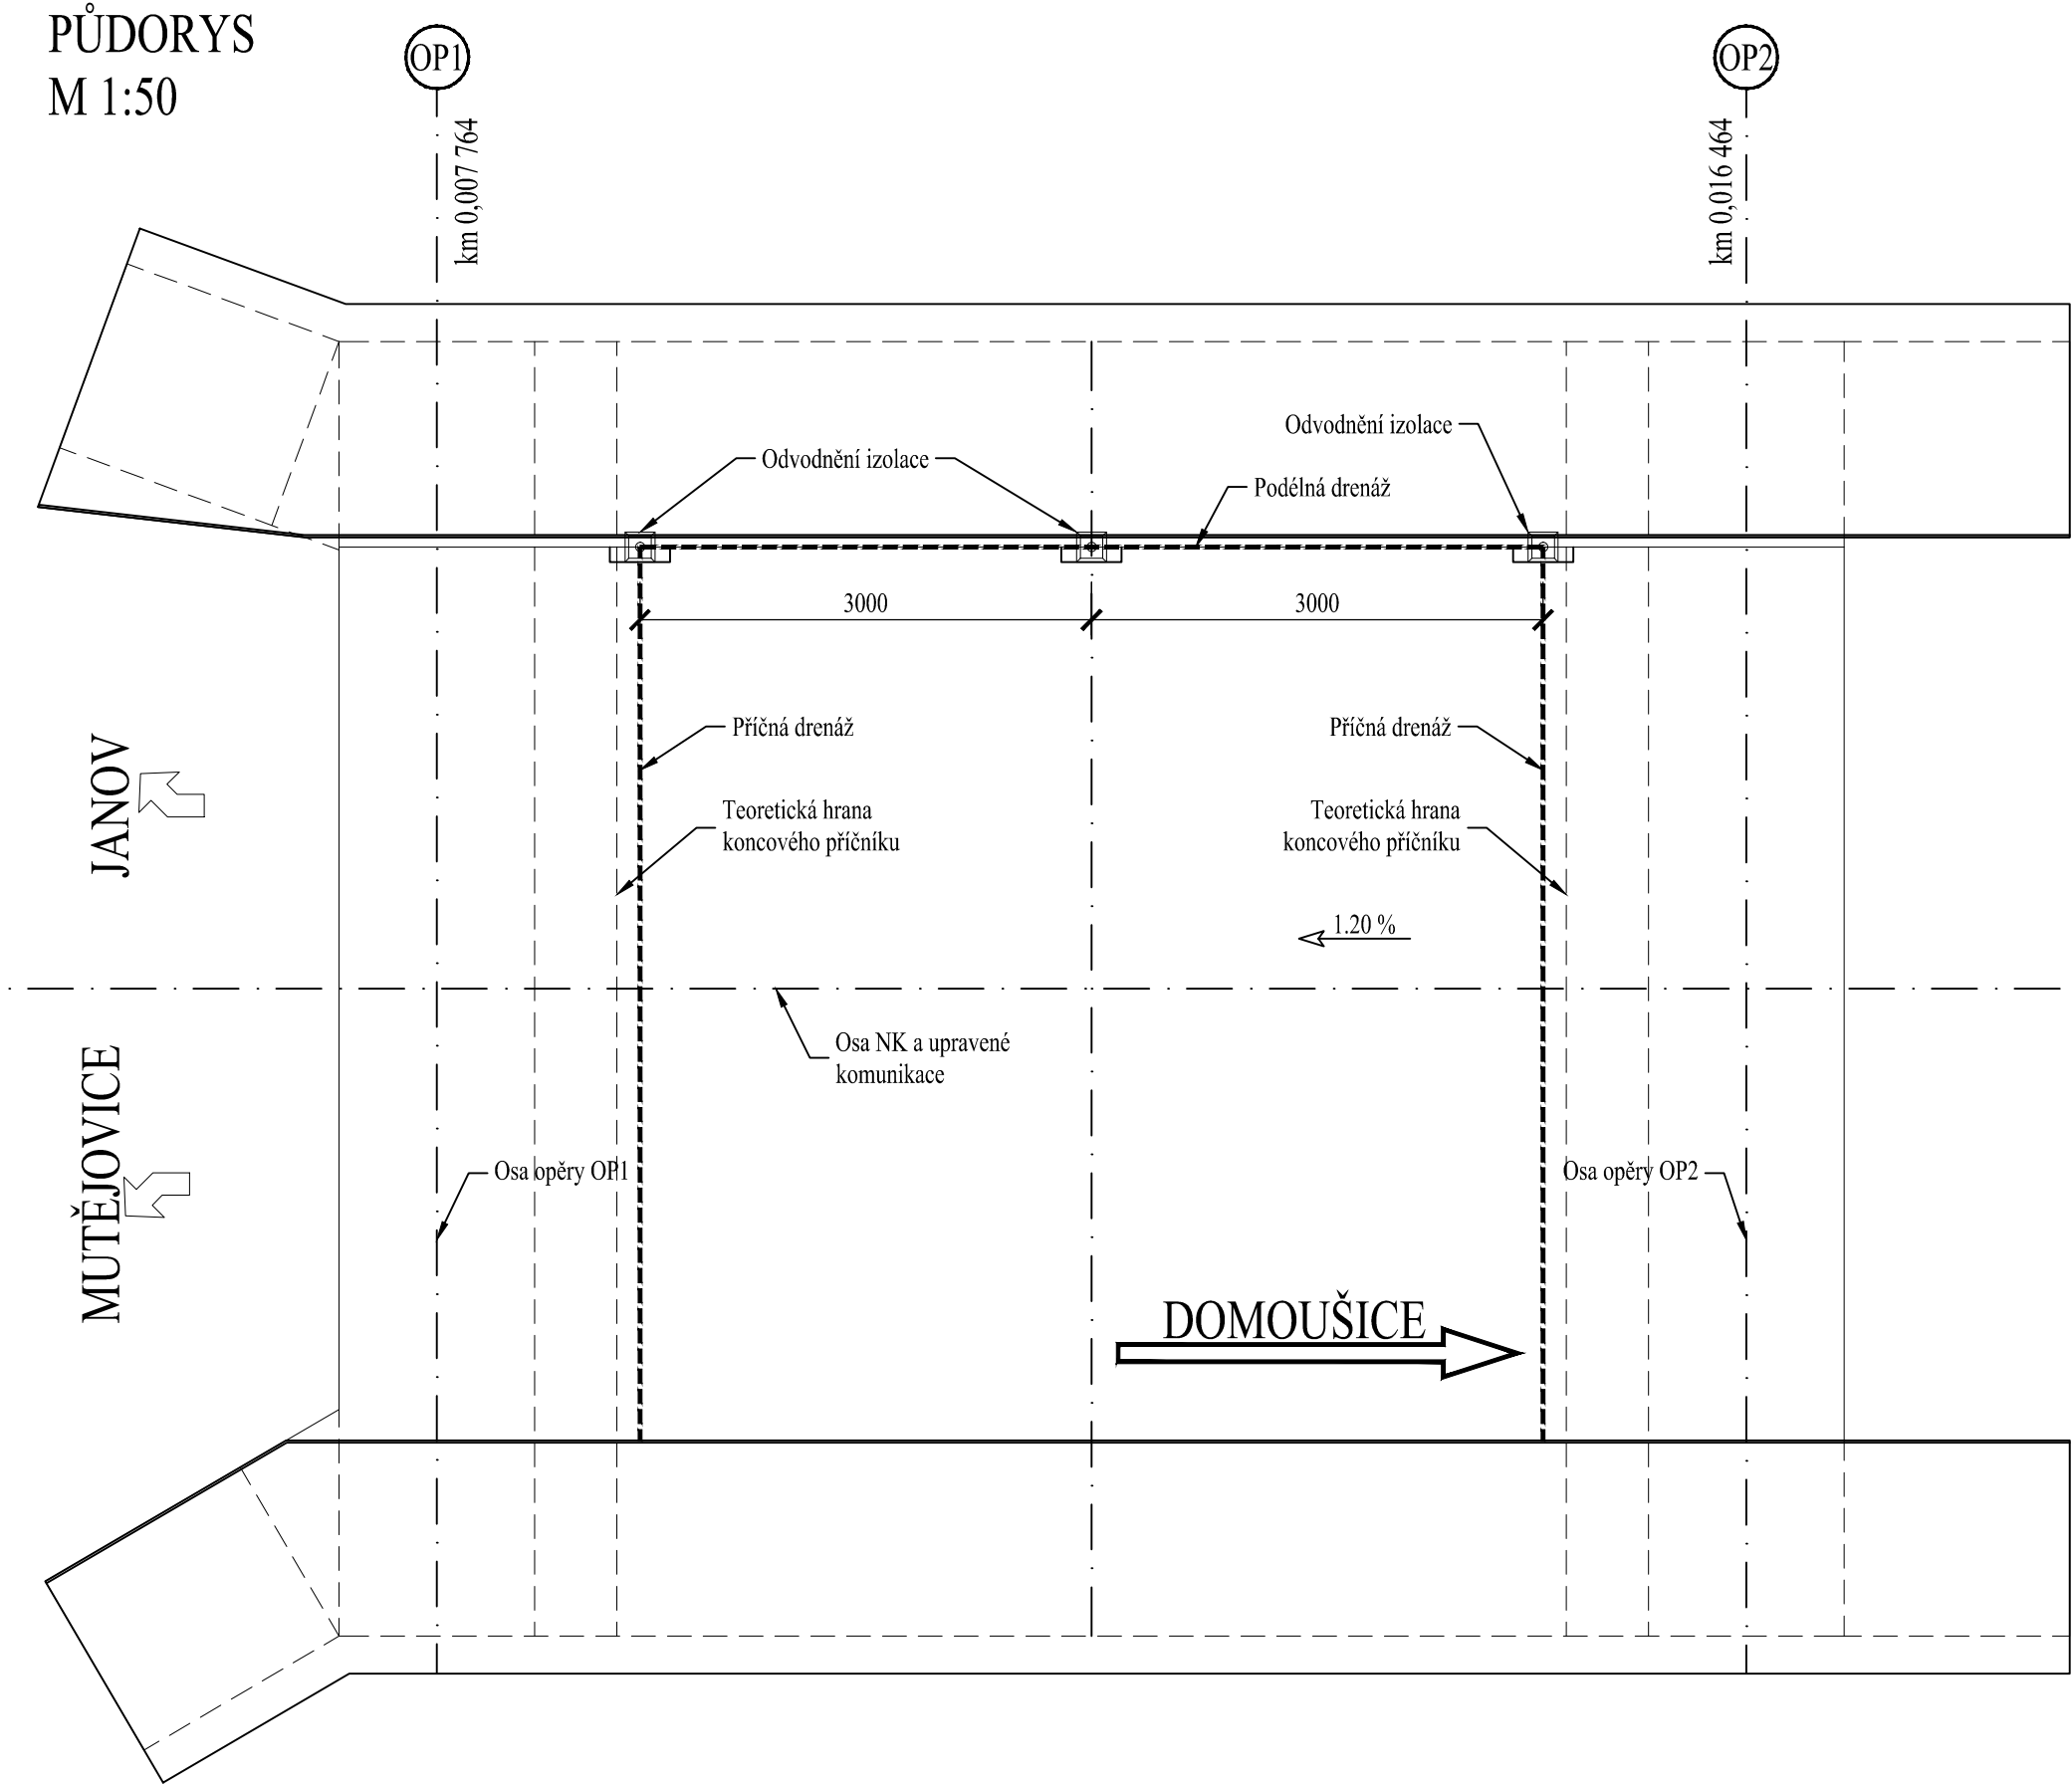 PŮDORYS
M 1:50
OP1
OP2
km 0,007 764
km 0,016 464
Odvodnění izolace
Odvodnění izolace
Podélná drenáž
3000
3000
Příčná drenáž
Příčná drenáž
JANOV
Teoretická hrana
koncového příčníku
Teoretická hrana
koncového příčníku
1.20 %
Osa NK a upravené
komunikace
MUTĚJOVICE
Osa opěry OP1
Osa opěry OP2
DOMOUŠICE